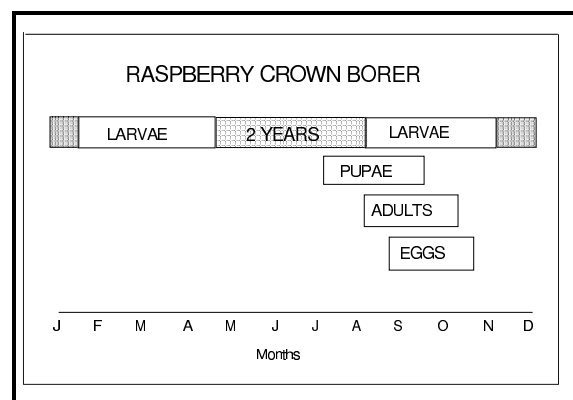 RASPBERRY CROWN BORER
LARVAE 2 YEARS LARVAE
PUPAE
ADULTS
EGGS
J F M A M J J A S O N D
Months